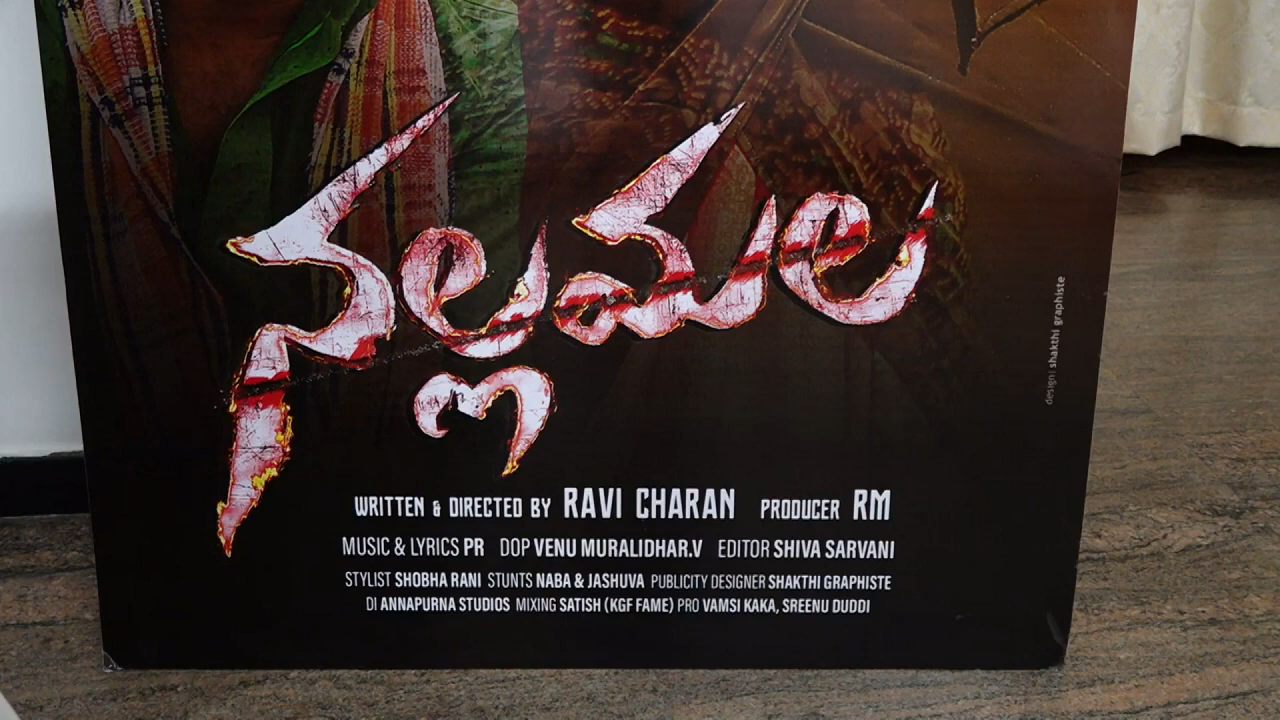 నల్లమల
WRITTEN & DIRECTED BY RAVI CHARAN PRODUCER RM
MUSIC & LYRICS PR DOP VENU MURALIDHAR.V EDITOR SHIVA SARVANI
STYLIST SHOBHA RANI STUNTS NABA & JASHUVA PUBLICITY DESIGNER SHAKTHI GRAPHISTE
DI ANNAPURNA STUDIOS MIXING SATISH (KGF FAME) PRO VAMSI KAKA, SREENU DUDDI
design | shakthi graphiste